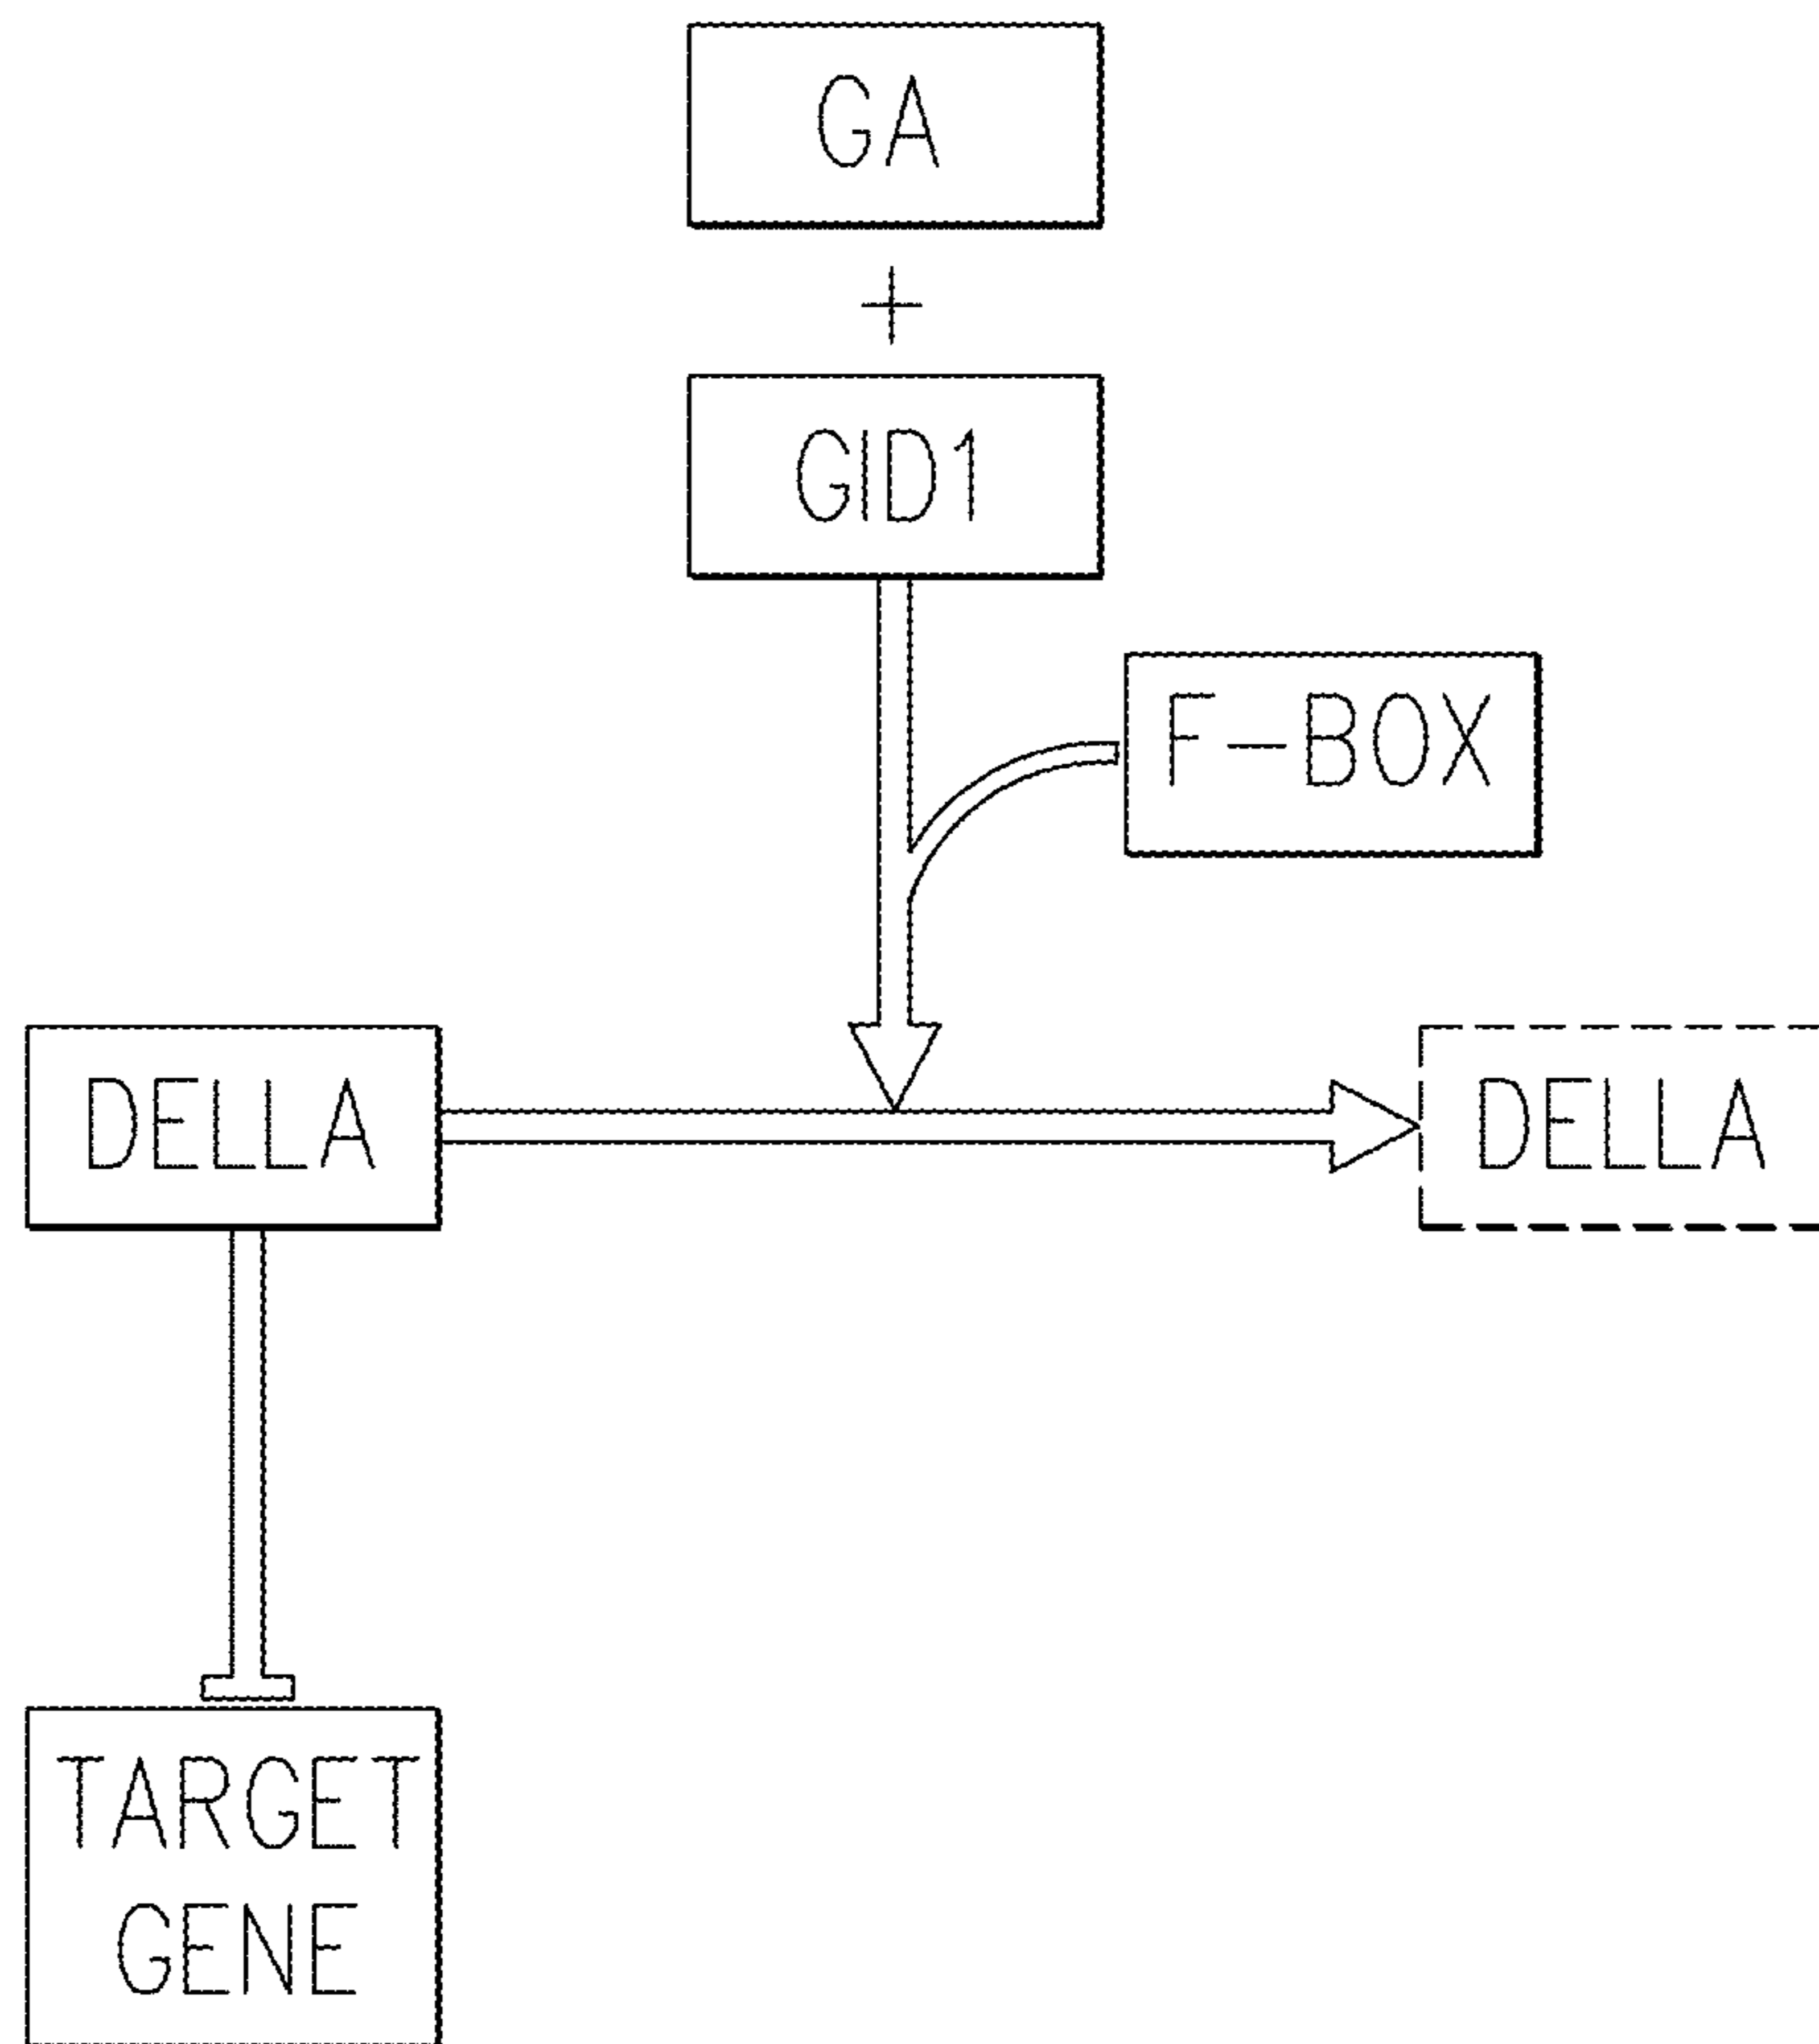 GA
+
GID1
F-BOX
DELLA
DELLA
TARGET
GENE